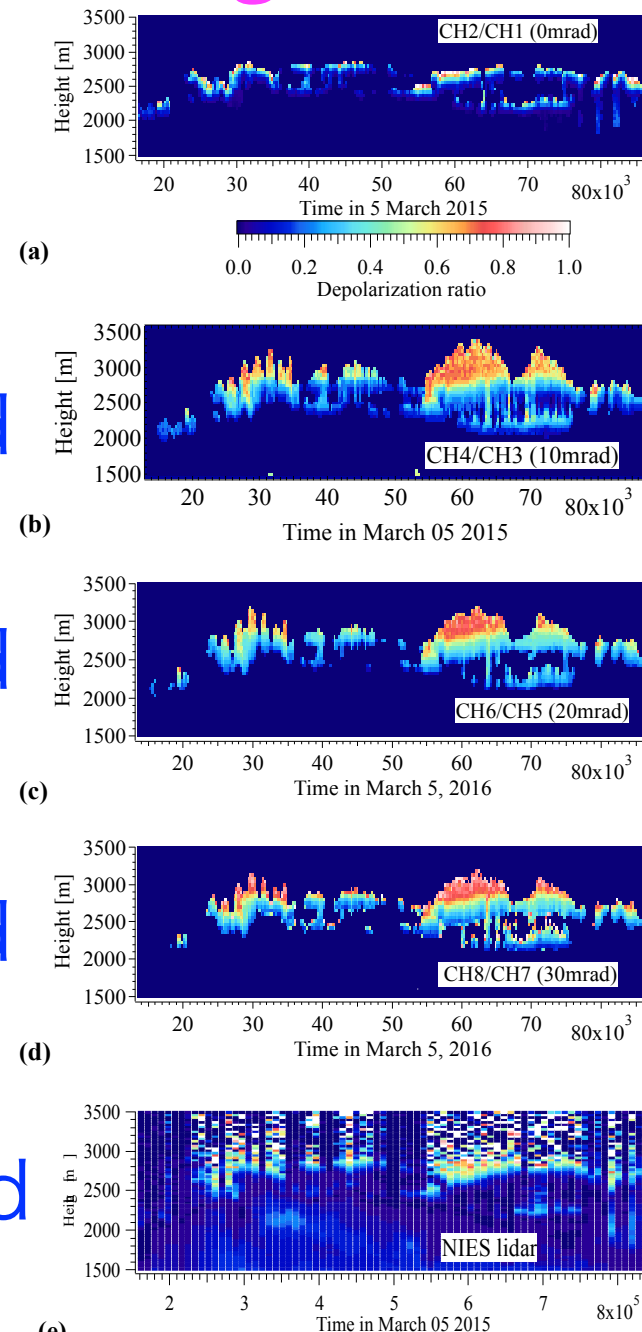 3500
CH2/CH1 (0mrad)
3000
Height [m]
2500
2000
1500
20 30 40 50 60 70 80x10³
Time in 5 March 2015
(a)
0.0 0.2 0.4 0.6 0.8 1.0
Depolarization ratio
3500
3000
Height [m]
2500
2000
CH4/CH3 (10mrad)
1500
20 30 40 50 60 70 80x10³
(b)
Time in March 05 2015
3500
3000
Height [m]
2500
2000
CH6/CH5 (20mrad)
1500
20 30 40 50 60 70 80x10³
Time in March 5, 2016
(c)
3500
3000
Height [m]
2500
2000
CH8/CH7 (30mrad)
1500
20 30 40 50 60 70 80x10³
Time in March 5, 2016
(d)
3500
3000
2500
d
2000
NIES lidar
1500
2 3 4 5 6 7 8x10⁵
Time in March 05 2015
(e)